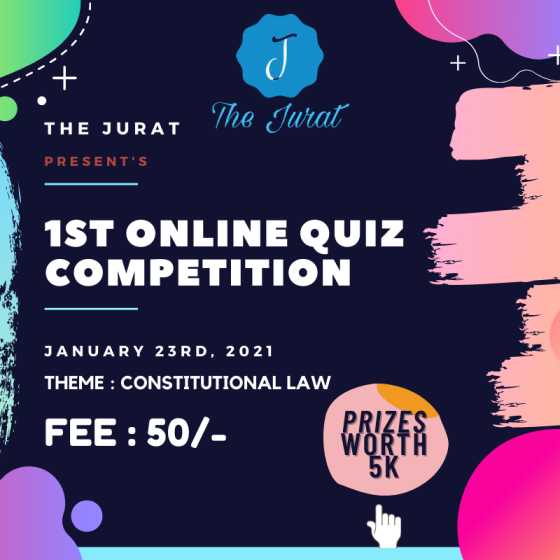 J
The Jurat
THE JURAT
PRESENT'S
1ST ONLINE QUIZ
COMPETITION
JANUARY 23RD, 2021
THEME : CONSTITUTIONAL LAW
FEE : 50/-
PRIZES
WORTH
5K